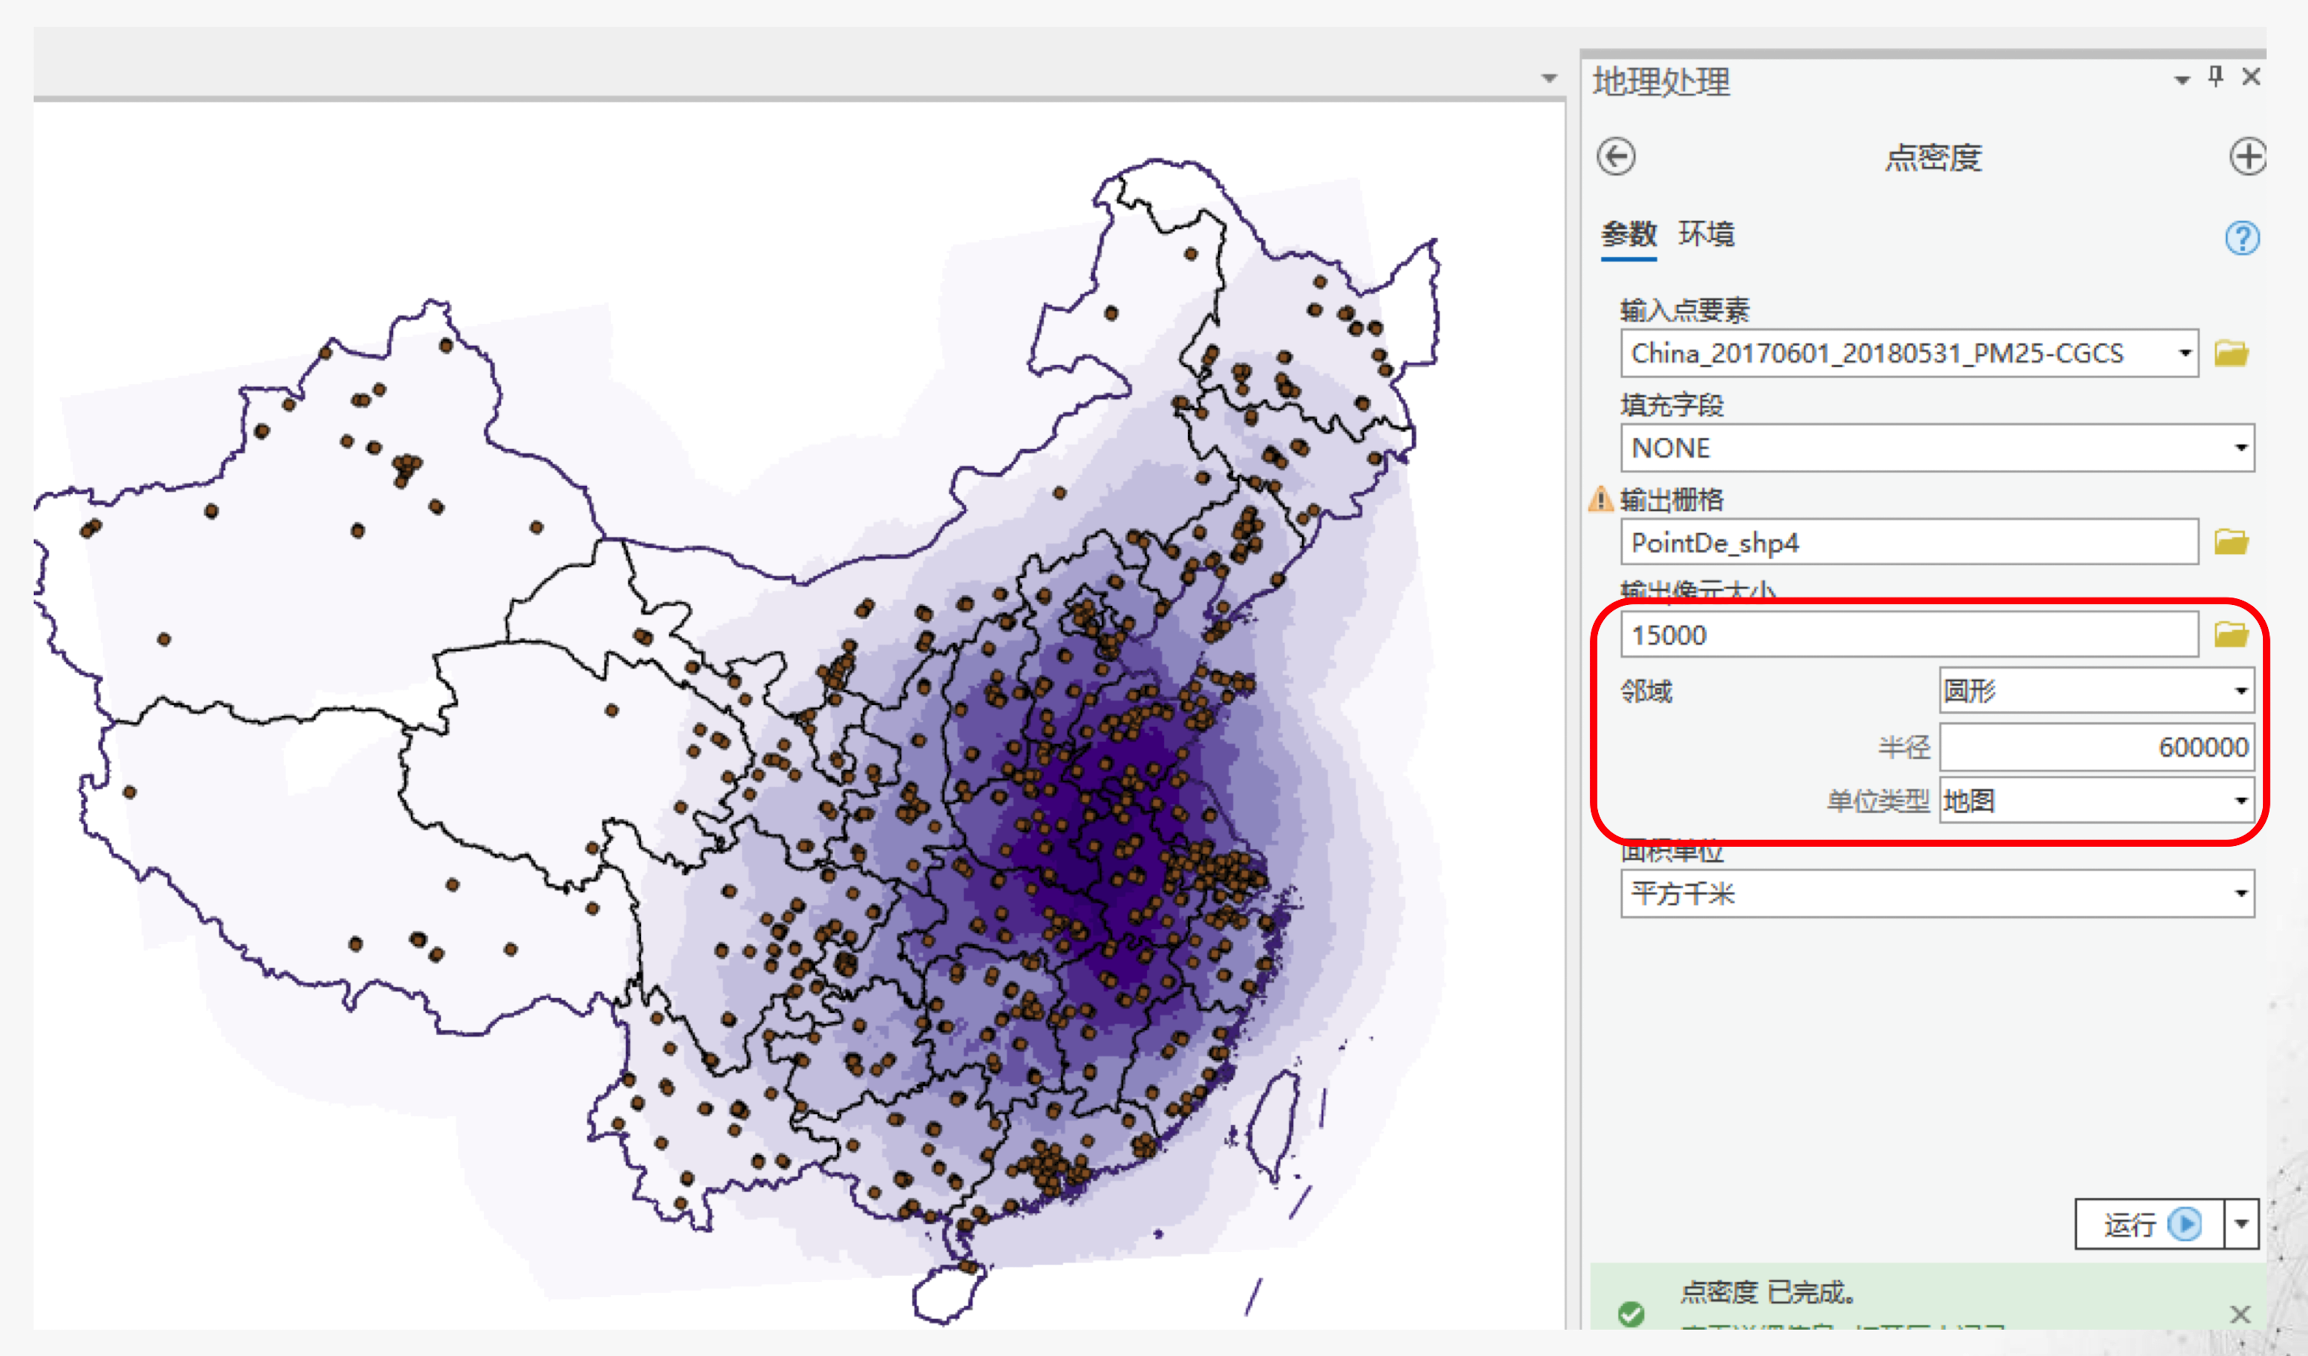 地理处理
点密度
参数 环境
输入点要素
China_20170601_20180531_PM25-CGCS
填充字段
NONE
输出栅格
PointDe_shp4
输出像元大小
15000
邻域 圆形
半径 600000
单位类型 地图
面积单位
平方千米
运行
点密度 已完成。